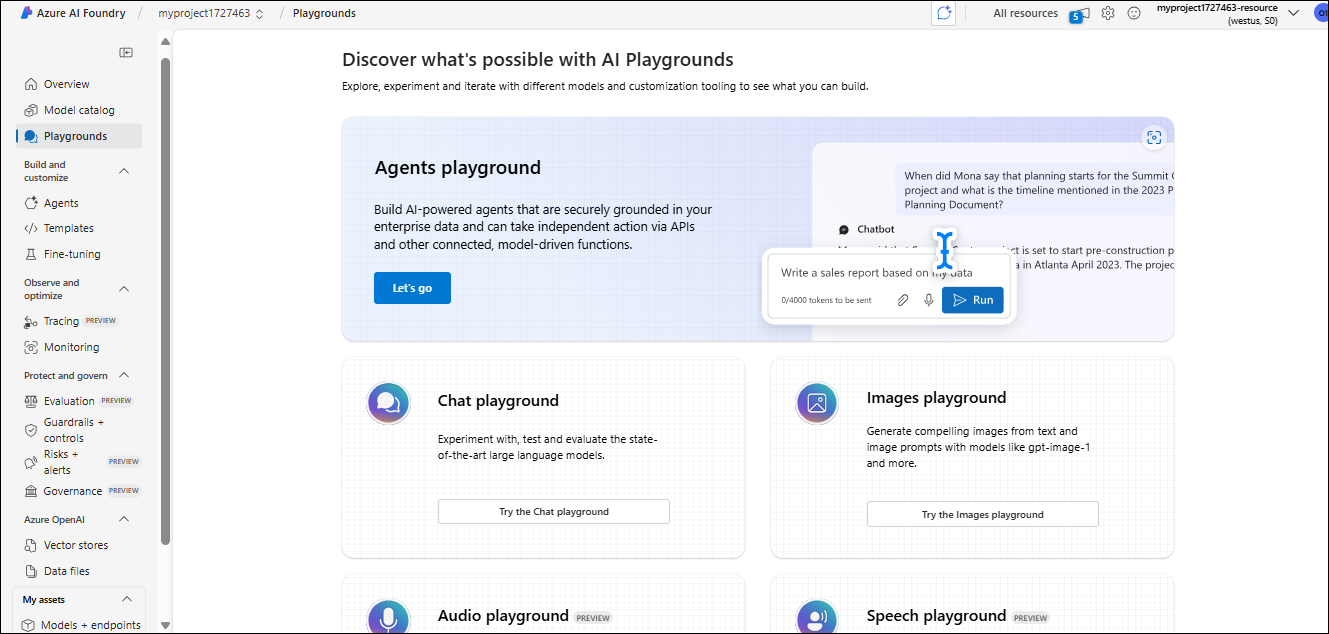 Azure AI Foundry / myproject1727463 / Playgrounds
All resources
5
myproject1727463-resource
(westus, S0)
Overview
Model catalog
Playgrounds
Build and
customize
Agents
Templates
Fine-tuning
Observe and
optimize
Tracing PREVIEW
Monitoring
Protect and govern
Evaluation PREVIEW
Guardrails +
controls
Risks +
alerts PREVIEW
Governance PREVIEW
Azure OpenAI
Vector stores
Data files
My assets
Models + endpoints
Discover what's possible with AI Playgrounds
Explore, experiment and iterate with different models and customization tooling to see what you can build.
Agents playground
Build AI-powered agents that are securely grounded in your
enterprise data and can take independent action via APIs
and other connected, model-driven functions.
Let's go
When did Mona say that planning starts for the Summit
project and what is the timeline mentioned in the 2023 P
Planning Document?
Chatbot
is set to start pre-construction p
in Atlanta April 2023. The projec
Write a sales report based on my data
0/4000 tokens to be sent
Run
Chat playground
Experiment with, test and evaluate the state-
of-the-art large language models.
Try the Chat playground
Images playground
Generate compelling images from text and
image prompts with models like gpt-image-1
and more.
Try the Images playground
Audio playground PREVIEW
Speech playground PREVIEW